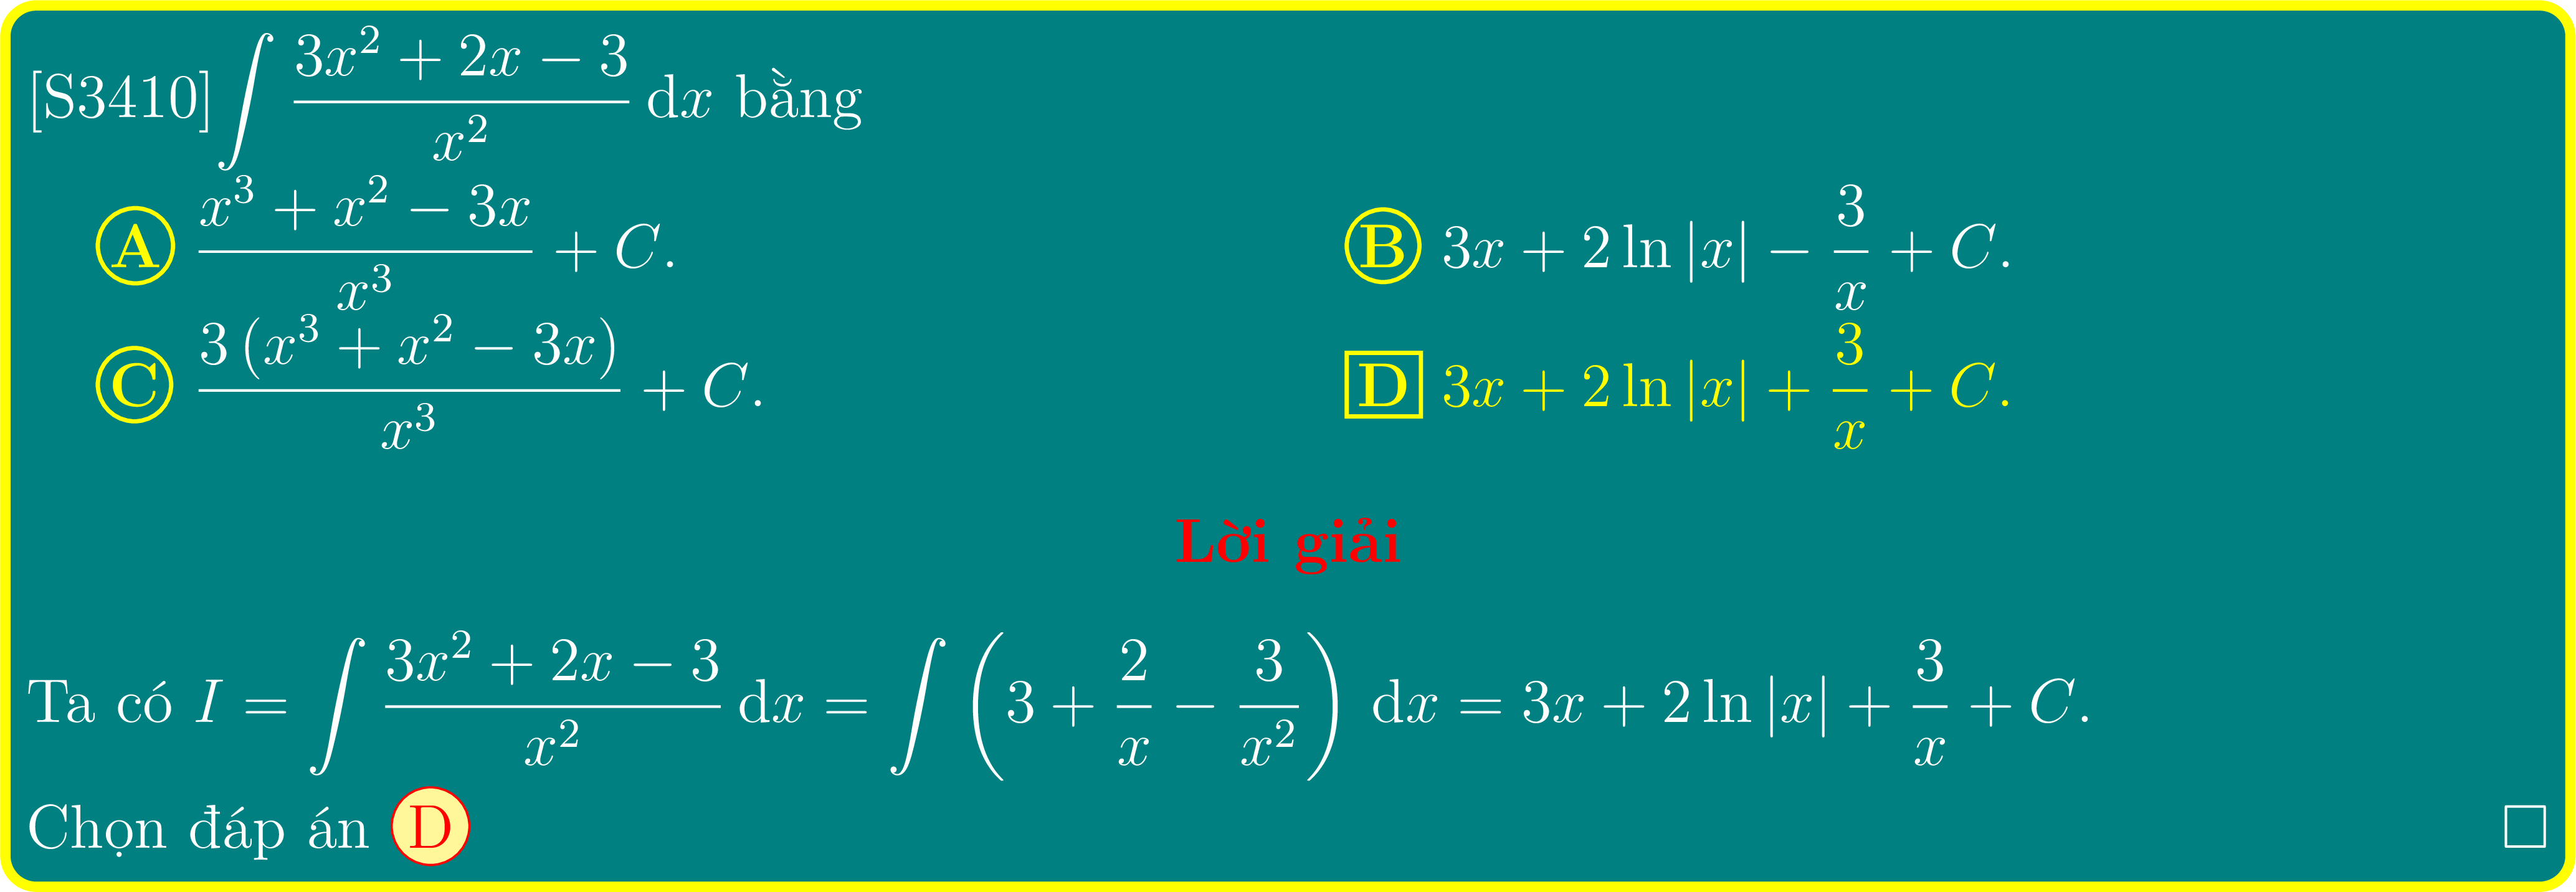 [S3410] $\int \frac{3x^2 + 2x - 3}{x^2} \, \mathrm{d}x$ bằng
Ⓐ $\frac{x^3 + x^2 - 3x}{x^3} + C.$ Ⓑ $3x + 2\ln|x| - \frac{3}{x} + C.$
Ⓒ $\frac{3\left(x^3 + x^2 - 3x\right)}{x^3} + C.$ D $3x + 2\ln|x| + \frac{3}{x} + C.$
Lời giải
Ta có $I = \int \frac{3x^2 + 2x - 3}{x^2} \, \mathrm{d}x = \int \left(3 + \frac{2}{x} - \frac{3}{x^2}\right) \, \mathrm{d}x = 3x + 2\ln|x| + \frac{3}{x} + C.$
Chọn đáp án Ⓓ □